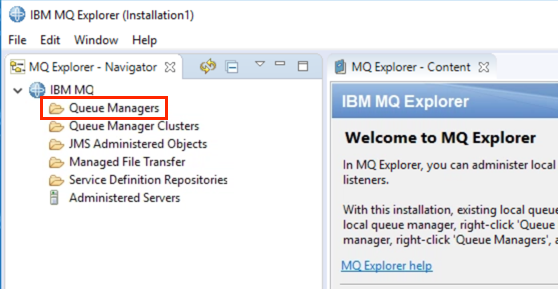 IBM MQ Explorer (Installation1)
File Edit Window Help
MQ Explorer - Navigator
IBM MQ
Queue Managers
Queue Manager Clusters
JMS Administered Objects
Managed File Transfer
Service Definition Repositories
Administered Servers
MQ Explorer - Content
IBM MQ Explorer
Welcome to MQ Explorer
In MQ Explorer, you can administer local
listeners.
With this installation, existing local queue
local queue manager, right-click 'Queue
manager, right-click 'Queue Managers', a
MQ Explorer help